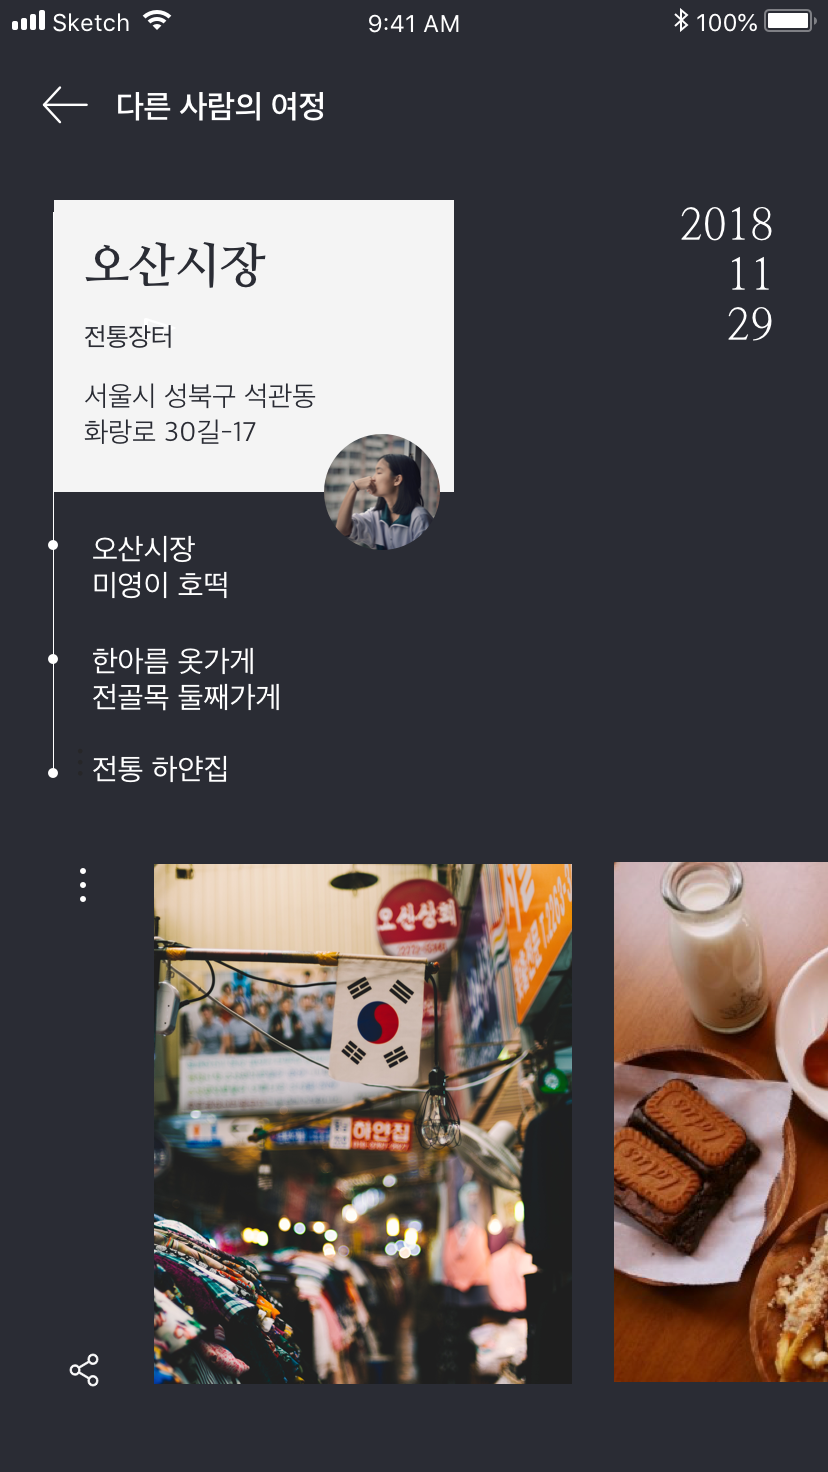 Sketch
9:41 AM
100%
다른 사람의 여정
오산시장
전통장터
서울시 성북구 석관동
화랑로 30길-17
2018
11
29
오산시장
미영이 호떡
한아름 옷가게
전골목 둘째가게
전통 하얀집
오산상회
하얀집
lotus
lotus